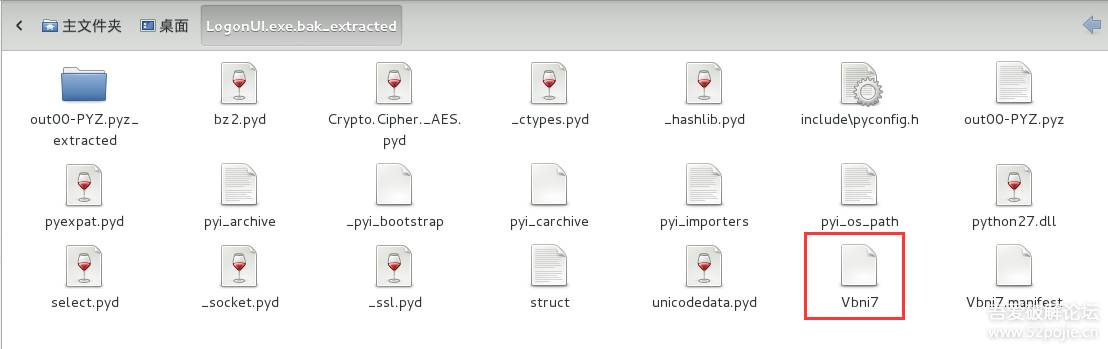 主文件夹 桌面 LogonUI.exe.bak_extracted
out00-PYZ.pyz_
extracted
bz2.pyd
Crypto.Cipher._AES.
pyd
_ctypes.pyd
_hashlib.pyd
include\pyconfig.h
out00-PYZ.pyz
pyexpat.pyd
pyi_archive
_pyi_bootstrap
pyi_carchive
pyi_importers
pyi_os_path
python27.dll
select.pyd
_socket.pyd
_ssl.pyd
struct
unicodedata.pyd
Vbni7
Vbni7.manifest
吾爱破解论坛
www.52pojie.cn